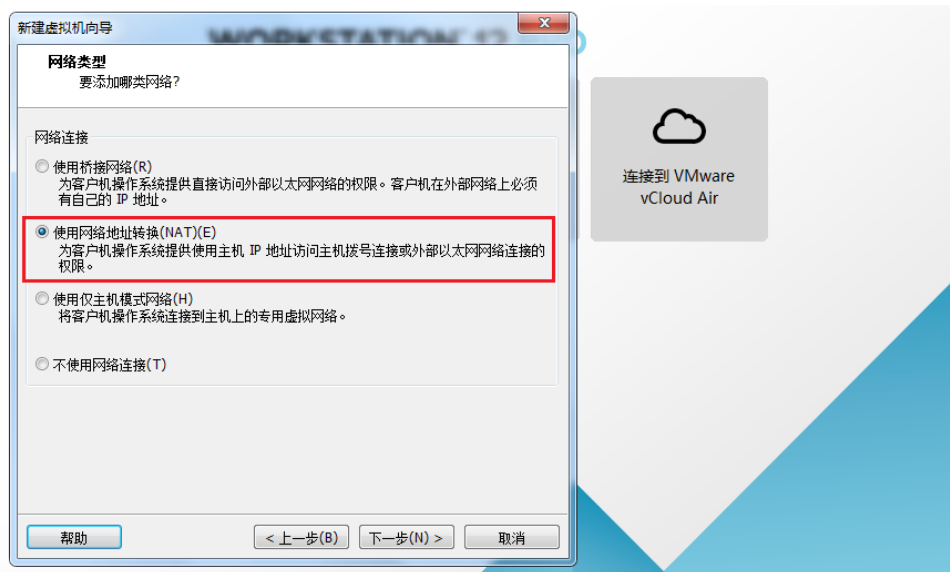 新建虚拟机向导
WORKSTATION 12
网络类型
要添加哪类网络?
网络连接
使用桥接网络(R)
为客户机操作系统提供直接访问外部以太网网络的权限。客户机在外部网络上必须
有自己的 IP 地址。
使用网络地址转换(NAT)(E)
为客户机操作系统提供使用主机 IP 地址访问主机拨号连接或外部以太网网络连接的
权限。
使用仅主机模式网络(H)
将客户机操作系统连接到主机上的专用虚拟网络。
不使用网络连接(T)
帮助
< 上一步(B)
下一步(N) >
取消
连接到 VMware
vCloud Air